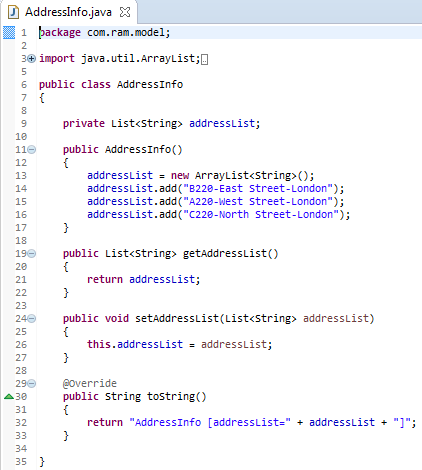 AddressInfo.java
1 package com.ram.model;
2
3 import java.util.ArrayList;
5
6 public class AddressInfo
7 {
8
9     private List<String> addressList;
10
11     public AddressInfo()
12     {
13         addressList = new ArrayList<String>();
14         addressList.add("B220-East Street-London");
15         addressList.add("A220-West Street-London");
16         addressList.add("C220-North Street-London");
17     }
18
19     public List<String> getAddressList()
20     {
21         return addressList;
22     }
23
24     public void setAddressList(List<String> addressList)
25     {
26         this.addressList = addressList;
27     }
28
29     @Override
30     public String toString()
31     {
32         return "AddressInfo [addressList=" + addressList + "]";
33     }
34
35 }